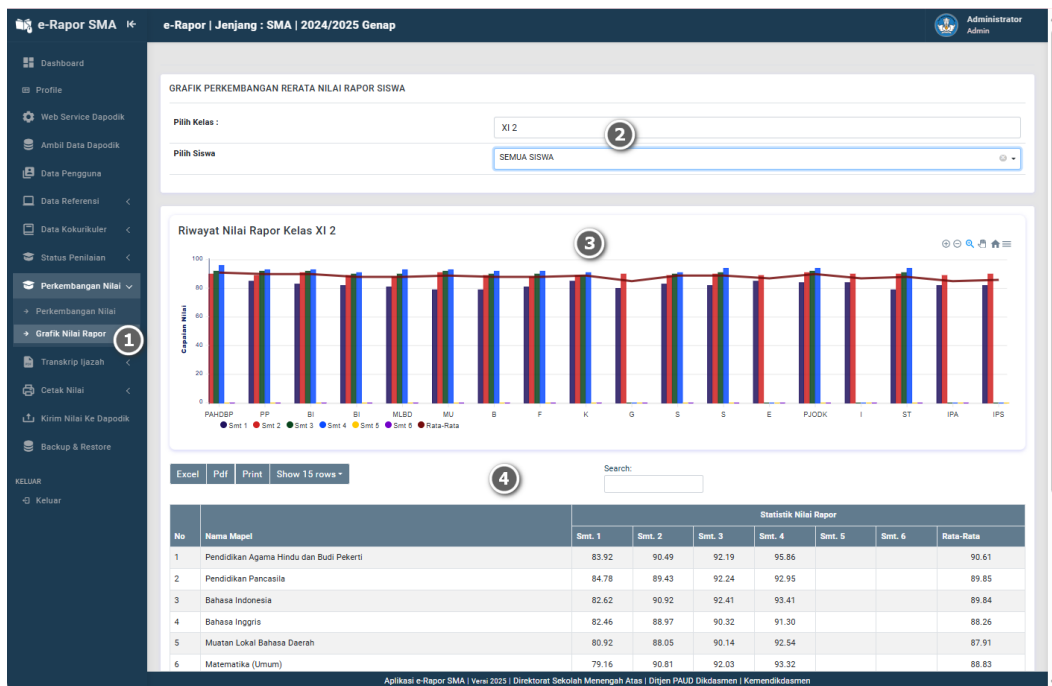 e-Rapor SMA
e-Rapor | Jenjang : SMA | 2024/2025 Genap
Administrator
Admin
Dashboard
Profile
Web Service Dapodik
Ambil Data Dapodik
Data Pengguna
Data Referensi
Data Kokurikuler
Status Penilaian
Perkembangan Nilai
Perkembangan Nilai
Grafik Nilai Rapor
1
Transkrip Ijazah
Cetak Nilai
Kirim Nilai Ke Dapodik
Backup & Restore
KELUAR
Keluar
GRAFIK PERKEMBANGAN RERATA NILAI RAPOR SISWA
Pilih Kelas :
XI 2
2
Pilih Siswa
SEMUA SISWA
Riwayat Nilai Rapor Kelas XI 2
3
Capaian Nilai
100
80
60
40
20
0
PAHDBP PP BI BI MLBD MU B F K G S S E PJODK I ST IPA IPS
Smt 1 Smt 2 Smt 3 Smt 4 Smt 5 Smt 6 Rata-Rata
Excel Pdf Print Show 15 rows
4
Search:
No Nama Mapel Statistik Nilai Rapor
Smt. 1 Smt. 2 Smt. 3 Smt. 4 Smt. 5 Smt. 6 Rata-Rata
1 Pendidikan Agama Hindu dan Budi Pekerti 83.92 90.49 92.19 95.86 90.61
2 Pendidikan Pancasila 84.78 89.43 92.24 92.95 89.85
3 Bahasa Indonesia 82.62 90.92 92.41 93.41 89.84
4 Bahasa Inggris 82.46 88.97 90.32 91.30 88.26
5 Muatan Lokal Bahasa Daerah 80.92 88.05 90.14 92.54 87.91
6 Matematika (Umum) 79.16 90.81 92.03 93.32 88.83
Aplikasi e-Rapor SMA | Versi 2025 | Direktorat Sekolah Menengah Atas | Ditjen PAUD Dikdasmen | Kemendikdasmen